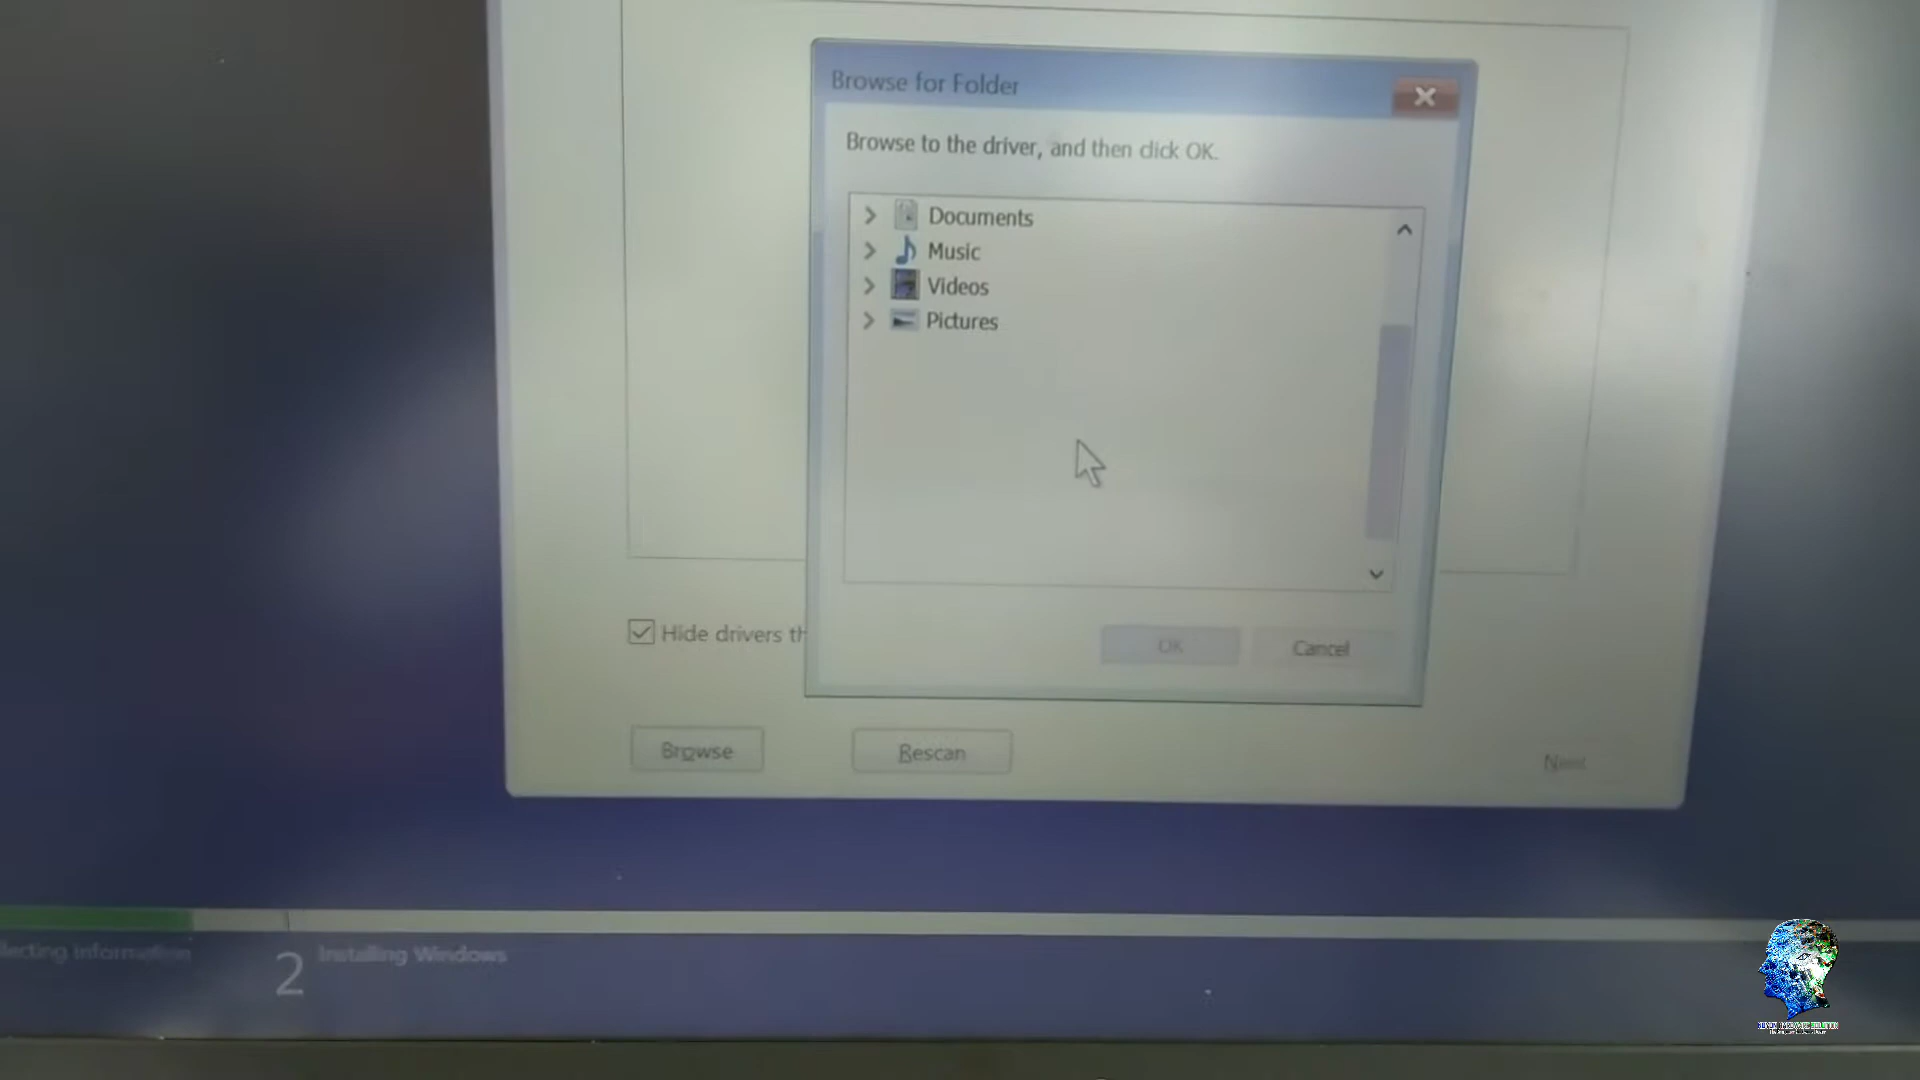 Browse for Folder
Browse to the driver, and then click OK.
Documents
Music
Videos
Pictures
OK
Cancel
Hide drivers th
Browse
Rescan
Next
lecting information
2
Installing Windows